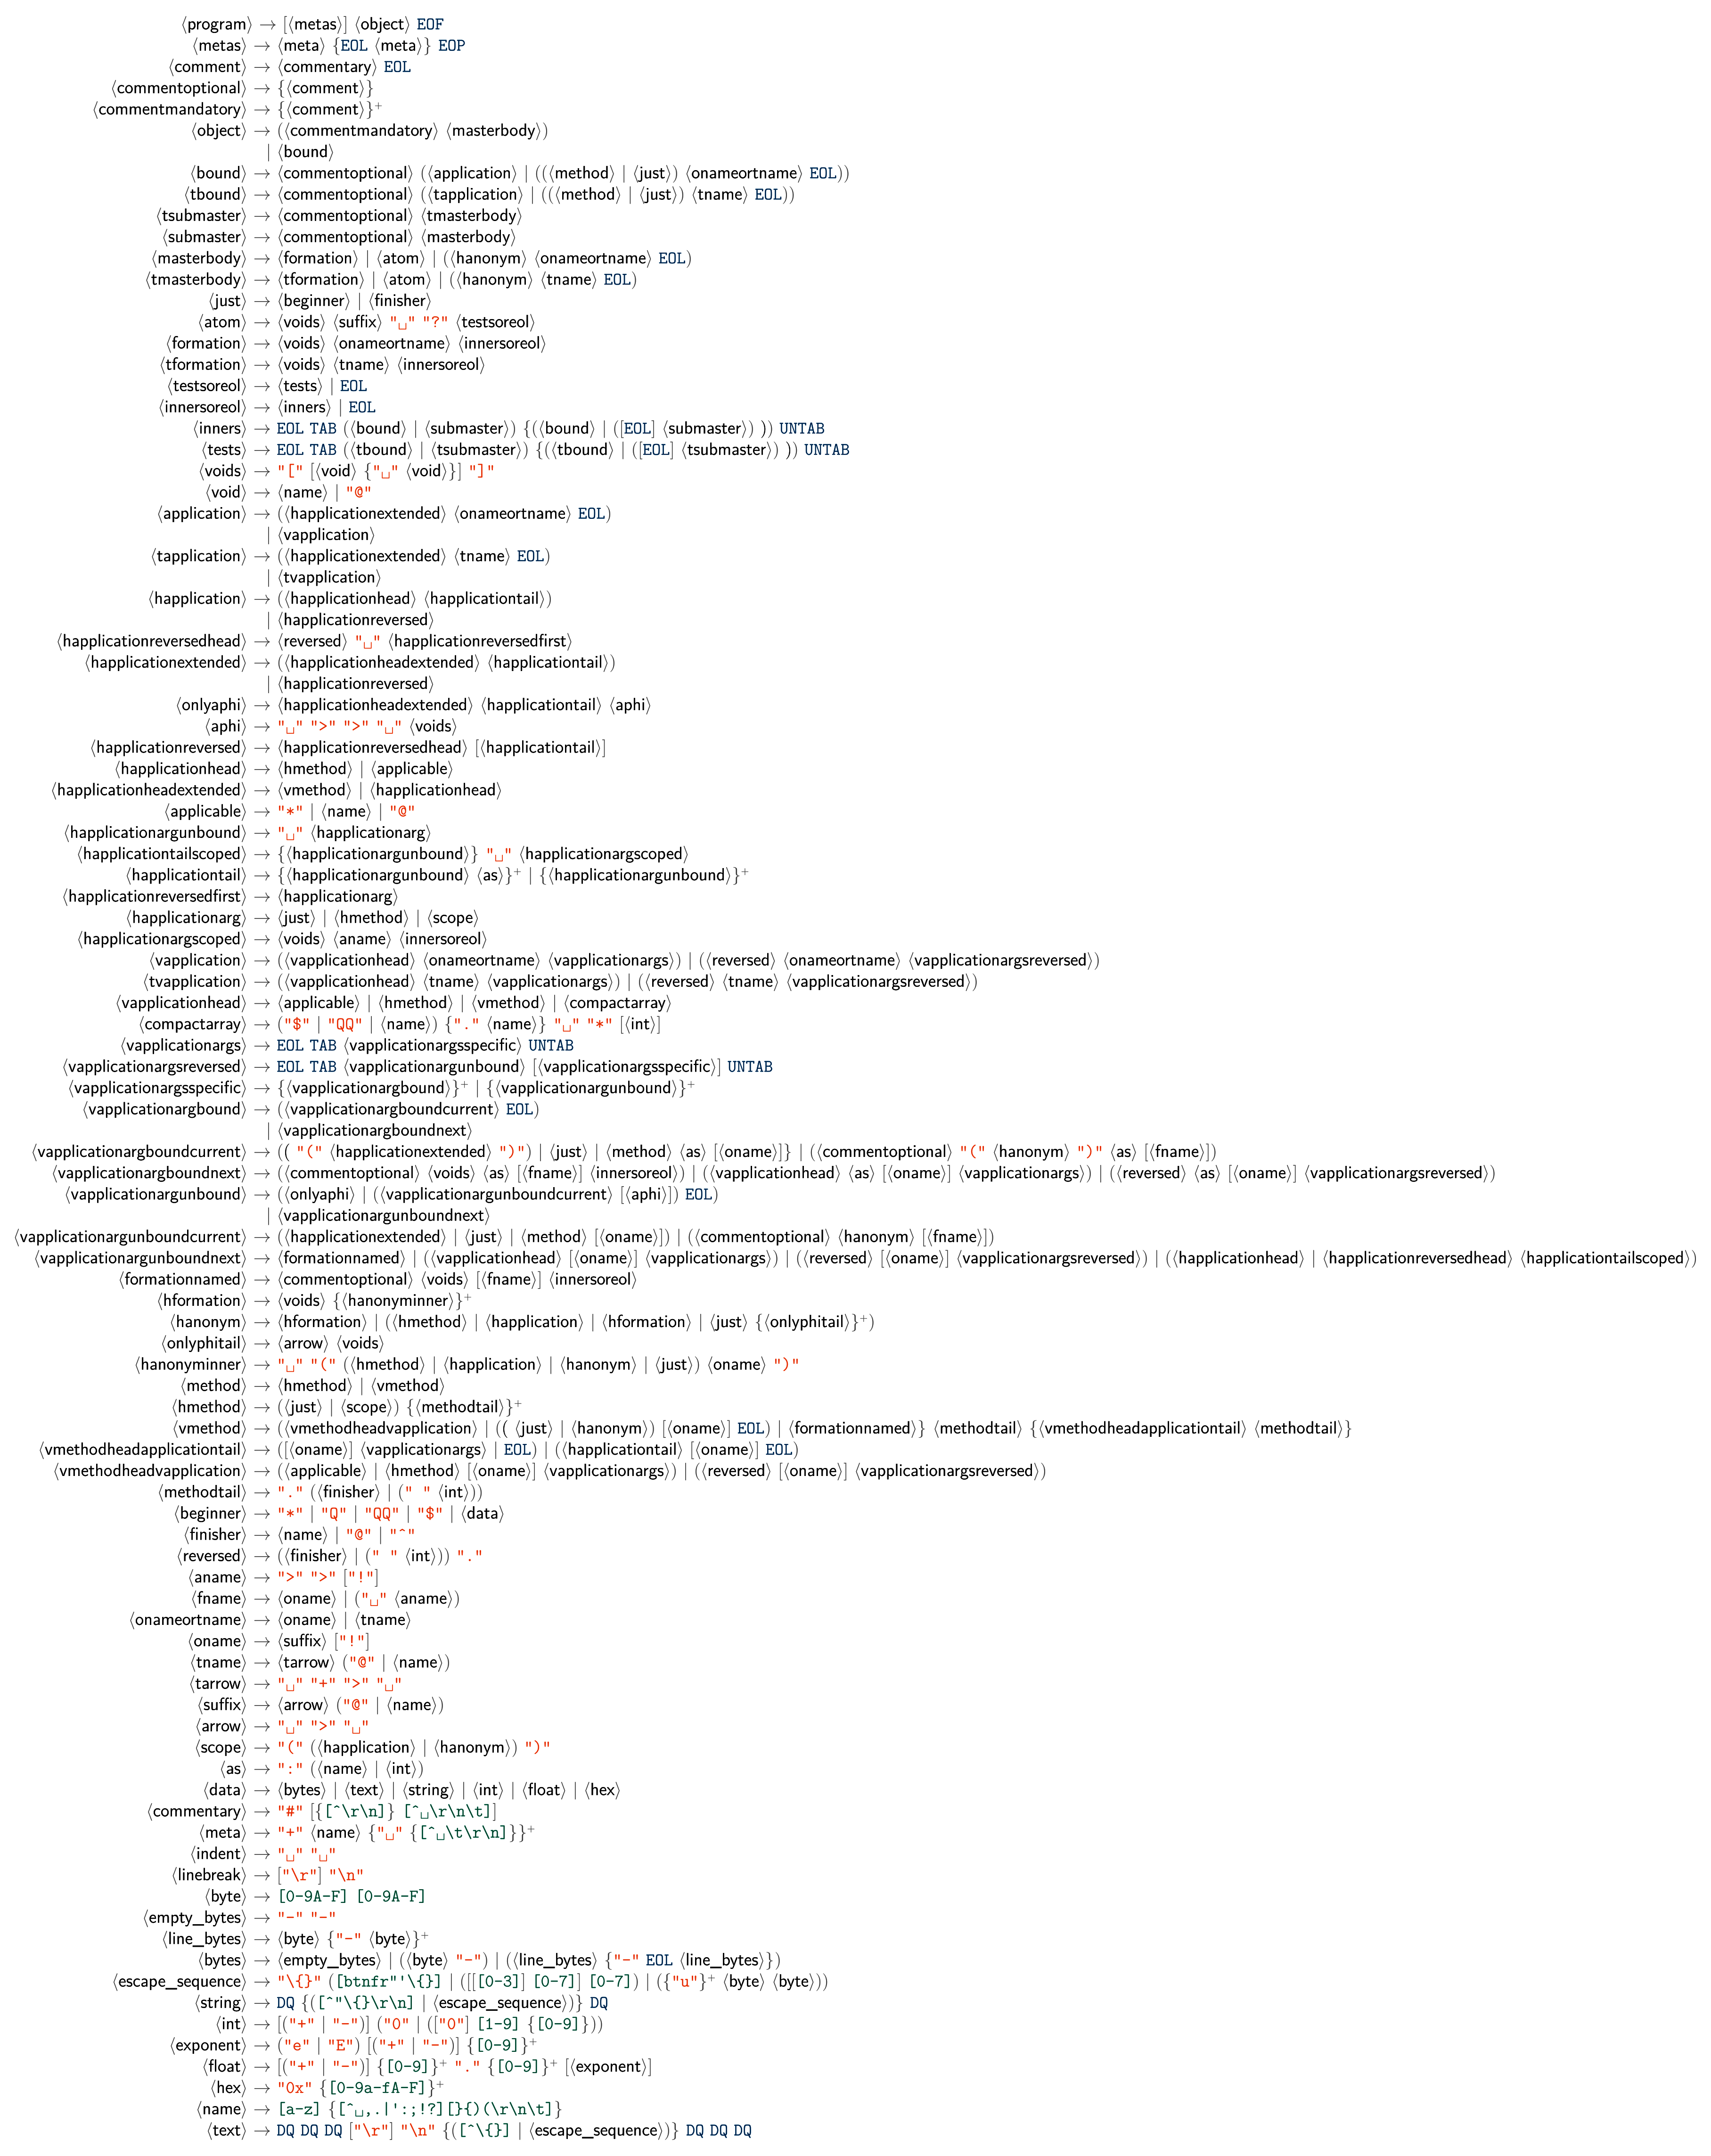 ⟨program⟩ → [⟨metas⟩] ⟨object⟩ EOF
⟨metas⟩ → ⟨meta⟩ {EOL ⟨meta⟩} EOP
⟨comment⟩ → ⟨commentary⟩ EOL
⟨commentoptional⟩ → {⟨comment⟩}
⟨commentmandatory⟩ → {⟨comment⟩}⁺
⟨object⟩ → (⟨commentmandatory⟩ ⟨masterbody⟩)
| ⟨bound⟩
⟨bound⟩ → ⟨commentoptional⟩ (⟨application⟩ | ((⟨method⟩ | ⟨just⟩) ⟨onameortname⟩ EOL))
⟨tbound⟩ → ⟨commentoptional⟩ (⟨tapplication⟩ | ((⟨method⟩ | ⟨just⟩) ⟨tname⟩ EOL))
⟨tsubmaster⟩ → ⟨commentoptional⟩ ⟨tmasterbody⟩
⟨submaster⟩ → ⟨commentoptional⟩ ⟨masterbody⟩
⟨masterbody⟩ → ⟨formation⟩ | ⟨atom⟩ | (⟨hanonym⟩ ⟨onameortname⟩ EOL)
⟨tmasterbody⟩ → ⟨tformation⟩ | ⟨atom⟩ | (⟨hanonym⟩ ⟨tname⟩ EOL)
⟨just⟩ → ⟨beginner⟩ | ⟨finisher⟩
⟨atom⟩ → ⟨voids⟩ ⟨suffix⟩ "␣" "?" ⟨testsoreol⟩
⟨formation⟩ → ⟨voids⟩ ⟨onameortname⟩ ⟨innersoreol⟩
⟨tformation⟩ → ⟨voids⟩ ⟨tname⟩ ⟨innersoreol⟩
⟨testsoreol⟩ → ⟨tests⟩ | EOL
⟨innersoreol⟩ → ⟨inners⟩ | EOL
⟨inners⟩ → EOL TAB (⟨bound⟩ | ⟨submaster⟩) {(⟨bound⟩ | ([EOL] ⟨submaster⟩) )) UNTAB
⟨tests⟩ → EOL TAB (⟨tbound⟩ | ⟨tsubmaster⟩) {(⟨tbound⟩ | ([EOL] ⟨tsubmaster⟩) )) UNTAB
⟨voids⟩ → "[" [⟨void⟩ {"␣" ⟨void⟩}] "]"
⟨void⟩ → ⟨name⟩ | "@"
⟨application⟩ → (⟨happlicationextended⟩ ⟨onameortname⟩ EOL)
| ⟨vapplication⟩
⟨tapplication⟩ → (⟨happlicationextended⟩ ⟨tname⟩ EOL)
| ⟨tvapplication⟩
⟨happlication⟩ → (⟨happlicationhead⟩ ⟨happlicationtail⟩)
| ⟨happlicationreversed⟩
⟨happlicationreversedhead⟩ → ⟨reversed⟩ "␣" ⟨happlicationreversedfirst⟩
⟨happlicationextended⟩ → (⟨happlicationheadextended⟩ ⟨happlicationtail⟩)
| ⟨happlicationreversed⟩
⟨onlyaphi⟩ → ⟨happlicationheadextended⟩ ⟨happlicationtail⟩ ⟨aphi⟩
⟨aphi⟩ → "␣" ">" ">" "␣" ⟨voids⟩
⟨happlicationreversed⟩ → ⟨happlicationreversedhead⟩ [⟨happlicationtail⟩]
⟨happlicationhead⟩ → ⟨hmethod⟩ | ⟨applicable⟩
⟨happlicationheadextended⟩ → ⟨vmethod⟩ | ⟨happlicationhead⟩
⟨applicable⟩ → "*" | ⟨name⟩ | "@"
⟨happlicationargunbound⟩ → "␣" ⟨happlicationarg⟩
⟨happlicationtailscoped⟩ → {⟨happlicationargunbound⟩} "␣" ⟨happlicationargscoped⟩
⟨happlicationtail⟩ → {⟨happlicationargunbound⟩ ⟨as⟩}⁺ | {⟨happlicationargunbound⟩}⁺
⟨happlicationreversedfirst⟩ → ⟨happlicationarg⟩
⟨happlicationarg⟩ → ⟨just⟩ | ⟨hmethod⟩ | ⟨scope⟩
⟨happlicationargscoped⟩ → ⟨voids⟩ ⟨aname⟩ ⟨innersoreol⟩
⟨vapplication⟩ → (⟨vapplicationhead⟩ ⟨onameortname⟩ ⟨vapplicationargs⟩) | (⟨reversed⟩ ⟨onameortname⟩ ⟨vapplicationargsreversed⟩)
⟨tvapplication⟩ → (⟨vapplicationhead⟩ ⟨tname⟩ ⟨vapplicationargs⟩) | (⟨reversed⟩ ⟨tname⟩ ⟨vapplicationargsreversed⟩)
⟨vapplicationhead⟩ → ⟨applicable⟩ | ⟨hmethod⟩ | ⟨vmethod⟩ | ⟨compactarray⟩
⟨compactarray⟩ → ("$" | "QQ" | ⟨name⟩) {"." ⟨name⟩} "␣" "*" [⟨int⟩]
⟨vapplicationargs⟩ → EOL TAB ⟨vapplicationargsspecific⟩ UNTAB
⟨vapplicationargsreversed⟩ → EOL TAB ⟨vapplicationargunbound⟩ [⟨vapplicationargsspecific⟩] UNTAB
⟨vapplicationargsspecific⟩ → {⟨vapplicationargbound⟩}⁺ | {⟨vapplicationargunbound⟩}⁺
⟨vapplicationargbound⟩ → (⟨vapplicationargboundcurrent⟩ EOL)
| ⟨vapplicationargboundnext⟩
⟨vapplicationargboundcurrent⟩ → (( "(" ⟨happlicationextended⟩ ")") | ⟨just⟩ | ⟨method⟩ ⟨as⟩ [⟨oname⟩]} | (⟨commentoptional⟩ "(" ⟨hanonym⟩ ")" ⟨as⟩ [⟨fname⟩])
⟨vapplicationargboundnext⟩ → (⟨commentoptional⟩ ⟨voids⟩ ⟨as⟩ [⟨fname⟩] ⟨innersoreol⟩) | (⟨vapplicationhead⟩ ⟨as⟩ [⟨oname⟩] ⟨vapplicationargs⟩) | (⟨reversed⟩ ⟨as⟩ [⟨oname⟩] ⟨vapplicationargsreversed⟩)
⟨vapplicationargunbound⟩ → (⟨onlyaphi⟩ | (⟨vapplicationargunboundcurrent⟩ [⟨aphi⟩]) EOL)
| ⟨vapplicationargunboundnext⟩
⟨vapplicationargunboundcurrent⟩ → (⟨happlicationextended⟩ | ⟨just⟩ | ⟨method⟩ [⟨oname⟩]) | (⟨commentoptional⟩ ⟨hanonym⟩ [⟨fname⟩])
⟨vapplicationargunboundnext⟩ → ⟨formationnamed⟩ | (⟨vapplicationhead⟩ [⟨oname⟩] ⟨vapplicationargs⟩) | (⟨reversed⟩ [⟨oname⟩] ⟨vapplicationargsreversed⟩) | (⟨happlicationhead⟩ | ⟨happlicationreversedhead⟩ ⟨happlicationtailscoped⟩)
⟨formationnamed⟩ → ⟨commentoptional⟩ ⟨voids⟩ [⟨fname⟩] ⟨innersoreol⟩
⟨hformation⟩ → ⟨voids⟩ {⟨hanonyminner⟩}⁺
⟨hanonym⟩ → ⟨hformation⟩ | (⟨hmethod⟩ | ⟨happlication⟩ | ⟨hformation⟩ | ⟨just⟩ {⟨onlyphitail⟩}⁺)
⟨onlyphitail⟩ → ⟨arrow⟩ ⟨voids⟩
⟨hanonyminner⟩ → "␣" "(" (⟨hmethod⟩ | ⟨happlication⟩ | ⟨hanonym⟩ | ⟨just⟩) ⟨oname⟩ ")"
⟨method⟩ → ⟨hmethod⟩ | ⟨vmethod⟩
⟨hmethod⟩ → (⟨just⟩ | ⟨scope⟩) {⟨methodtail⟩}⁺
⟨vmethod⟩ → (⟨vmethodheadvapplication⟩ | (( ⟨just⟩ | ⟨hanonym⟩) [⟨oname⟩] EOL) | ⟨formationnamed⟩} ⟨methodtail⟩ {⟨vmethodheadapplicationtail⟩ ⟨methodtail⟩}
⟨vmethodheadapplicationtail⟩ → ([⟨oname⟩] ⟨vapplicationargs⟩ | EOL) | (⟨happlicationtail⟩ [⟨oname⟩] EOL)
⟨vmethodheadvapplication⟩ → (⟨applicable⟩ | ⟨hmethod⟩ [⟨oname⟩] ⟨vapplicationargs⟩) | (⟨reversed⟩ [⟨oname⟩] ⟨vapplicationargsreversed⟩)
⟨methodtail⟩ → "." (⟨finisher⟩ | (" " ⟨int⟩))
⟨beginner⟩ → "*" | "Q" | "QQ" | "$" | ⟨data⟩
⟨finisher⟩ → ⟨name⟩ | "@" | "^"
⟨reversed⟩ → (⟨finisher⟩ | (" " ⟨int⟩)) "."
⟨aname⟩ → ">" ">" ["!"]
⟨fname⟩ → ⟨oname⟩ | ("␣" ⟨aname⟩)
⟨onameortname⟩ → ⟨oname⟩ | ⟨tname⟩
⟨oname⟩ → ⟨suffix⟩ ["!"]
⟨tname⟩ → ⟨tarrow⟩ ("@" | ⟨name⟩)
⟨tarrow⟩ → "␣" "+" ">" "␣"
⟨suffix⟩ → ⟨arrow⟩ ("@" | ⟨name⟩)
⟨arrow⟩ → "␣" ">" "␣"
⟨scope⟩ → "(" (⟨happlication⟩ | ⟨hanonym⟩) ")"
⟨as⟩ → ":" (⟨name⟩ | ⟨int⟩)
⟨data⟩ → ⟨bytes⟩ | ⟨text⟩ | ⟨string⟩ | ⟨int⟩ | ⟨float⟩ | ⟨hex⟩
⟨commentary⟩ → "#" [{[^\r\n]} [^␣\r\n\t]]
⟨meta⟩ → "+" ⟨name⟩ {"␣" {[^␣\t\r\n]}}⁺
⟨indent⟩ → "␣" "␣"
⟨linebreak⟩ → ["\r"] "\n"
⟨byte⟩ → [0-9A-F] [0-9A-F]
⟨empty_bytes⟩ → "-" "-"
⟨line_bytes⟩ → ⟨byte⟩ {"-" ⟨byte⟩}⁺
⟨bytes⟩ → ⟨empty_bytes⟩ | (⟨byte⟩ "-") | (⟨line_bytes⟩ {"-" EOL ⟨line_bytes⟩})
⟨escape_sequence⟩ → "\{}" ([btnfr"'\{}] | ([[[0-3]] [0-7]] [0-7]) | ({"u"}⁺ ⟨byte⟩ ⟨byte⟩))
⟨string⟩ → DQ {([^"\{}\r\n] | ⟨escape_sequence⟩)} DQ
⟨int⟩ → [("+" | "-")] ("0" | (["0"] [1-9] {[0-9]}))
⟨exponent⟩ → ("e" | "E") [("+" | "-")] {[0-9]}⁺
⟨float⟩ → [("+" | "-")] {[0-9]}⁺ "." {[0-9]}⁺ [⟨exponent⟩]
⟨hex⟩ → "0x" {[0-9a-fA-F]}⁺
⟨name⟩ → [a-z] {[^␣,.|':;!?][}{)(\r\n\t]}
⟨text⟩ → DQ DQ DQ ["\r"] "\n" {([^\{}] | ⟨escape_sequence⟩)} DQ DQ DQ